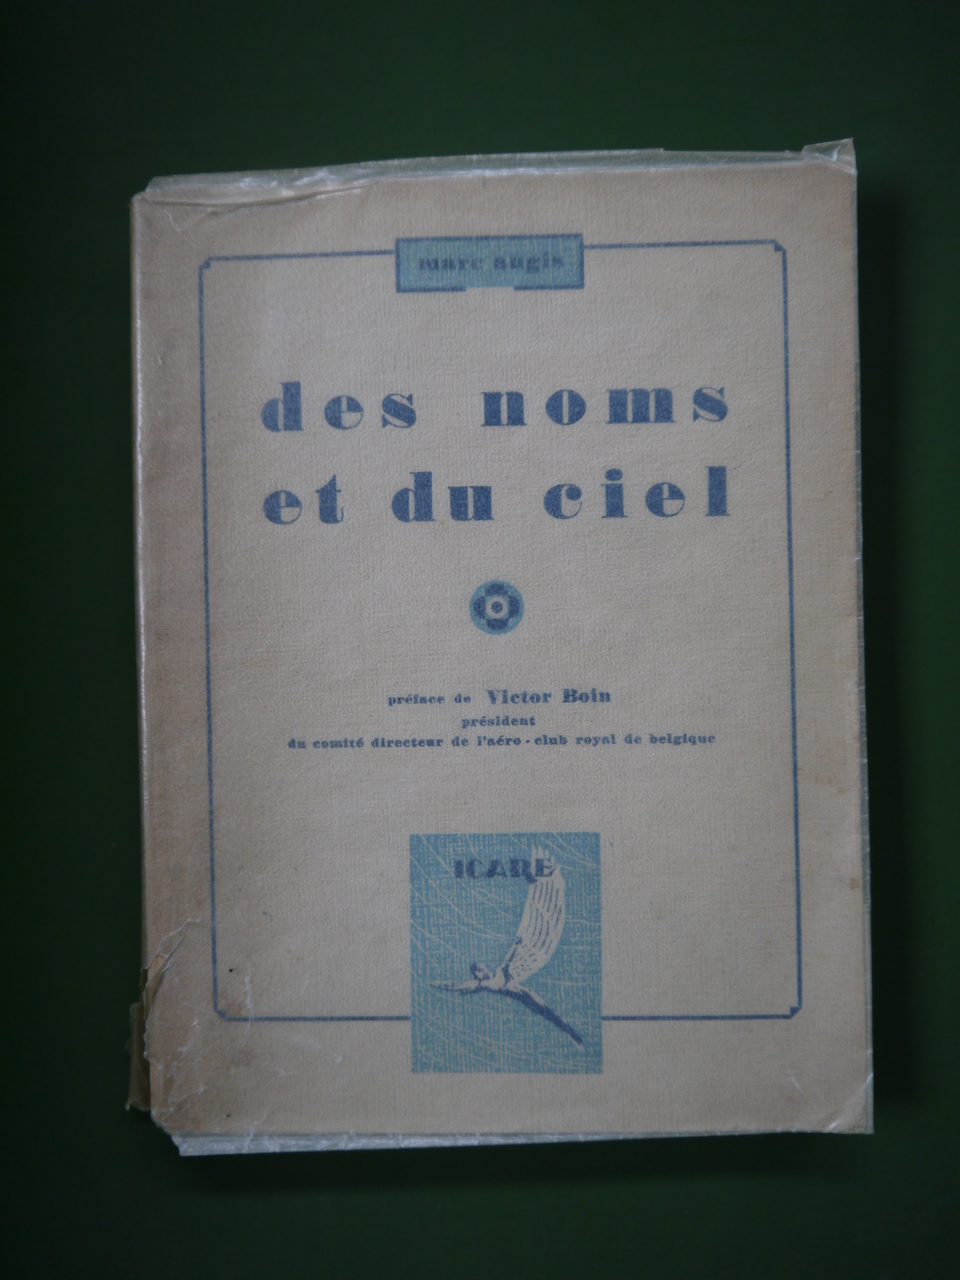 marc augis
des noms
et du ciel
préface de Victor Boin
président
du comité directeur de l'aéro-club royal de belgique
ICARE